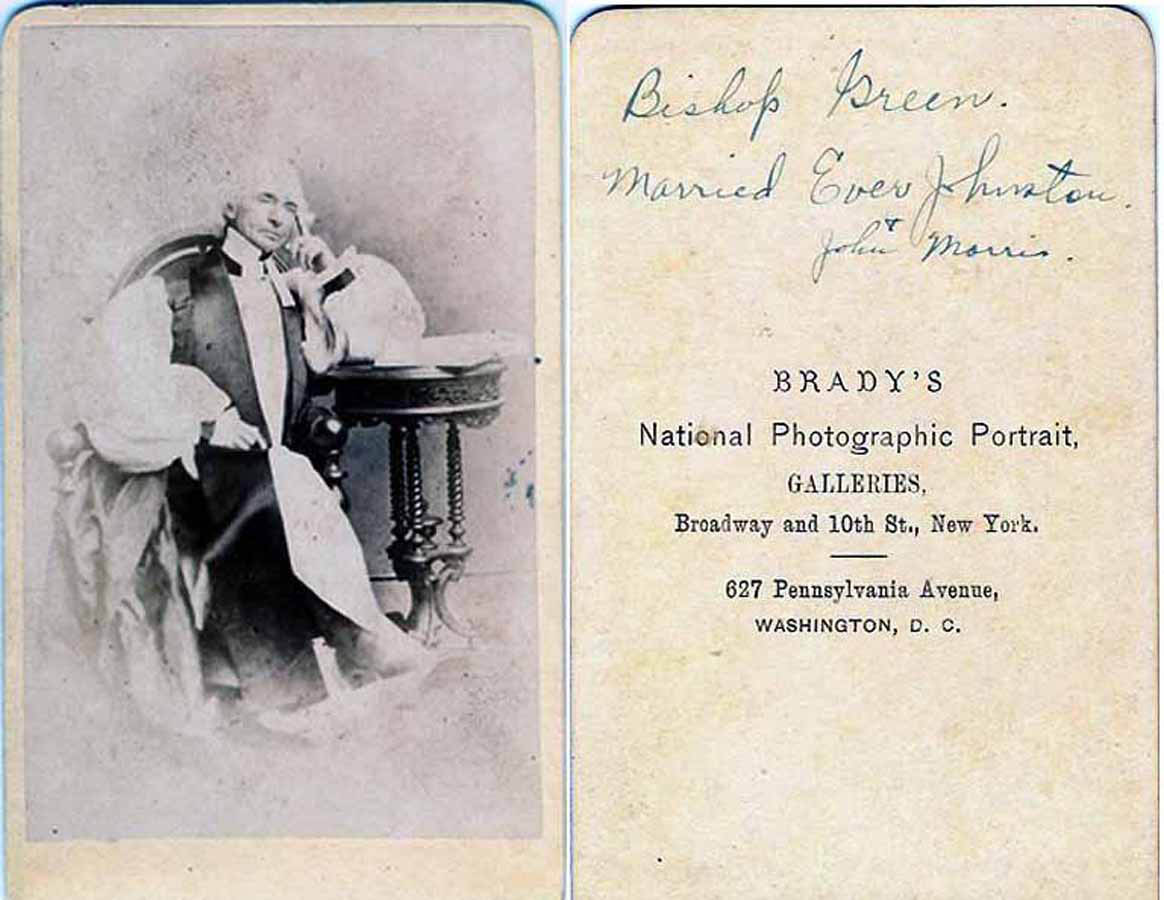 Bishop Green.
Married Ever Johnston.
& John Morris.
BRADY'S
National Photographic Portrait,
GALLERIES,
Broadway and 10th St., New York.
627 Pennsylvania Avenue,
WASHINGTON, D. C.